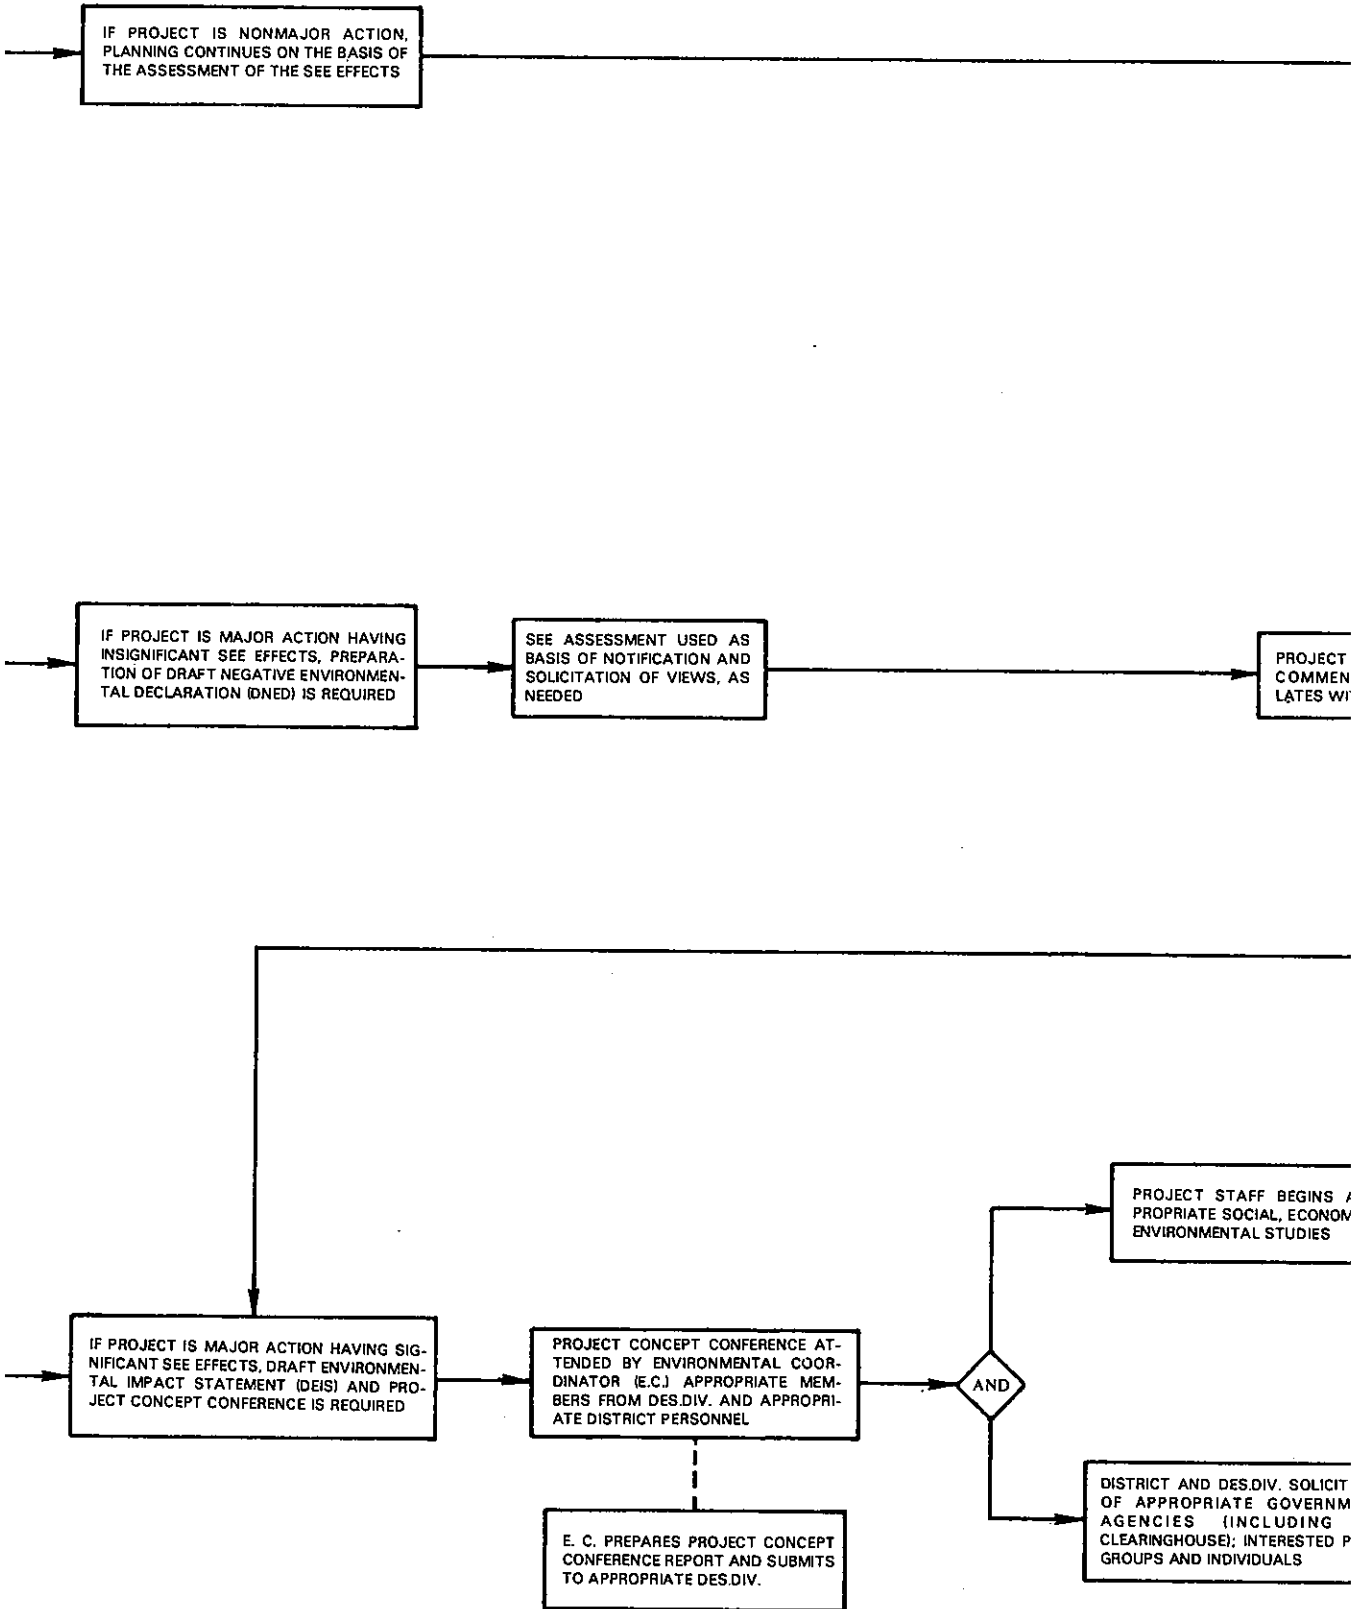 IF PROJECT IS NONMAJOR ACTION,
PLANNING CONTINUES ON THE BASIS OF
THE ASSESSMENT OF THE SEE EFFECTS
IF PROJECT IS MAJOR ACTION HAVING
INSIGNIFICANT SEE EFFECTS, PREPARA-
TION OF DRAFT NEGATIVE ENVIRONMEN-
TAL DECLARATION (DNED) IS REQUIRED
SEE ASSESSMENT USED AS
BASIS OF NOTIFICATION AND
SOLICITATION OF VIEWS, AS
NEEDED
PROJECT
COMMEN
LATES WI
PROJECT STAFF BEGINS A
PROPRIATE SOCIAL, ECONOM
ENVIRONMENTAL STUDIES
IF PROJECT IS MAJOR ACTION HAVING SIG-
NIFICANT SEE EFFECTS, DRAFT ENVIRONMEN-
TAL IMPACT STATEMENT (DEIS) AND PRO-
JECT CONCEPT CONFERENCE IS REQUIRED
PROJECT CONCEPT CONFERENCE AT-
TENDED BY ENVIRONMENTAL COOR-
DINATOR (E.C.) APPROPRIATE MEM-
BERS FROM DES.DIV. AND APPROPRI-
ATE DISTRICT PERSONNEL
AND
DISTRICT AND DES.DIV. SOLICIT
OF APPROPRIATE GOVERNM
AGENCIES (INCLUDING
CLEARINGHOUSE); INTERESTED P
GROUPS AND INDIVIDUALS
E. C. PREPARES PROJECT CONCEPT
CONFERENCE REPORT AND SUBMITS
TO APPROPRIATE DES.DIV.